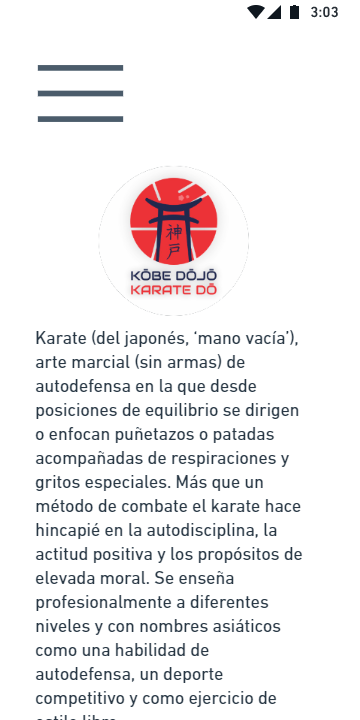 3:03
神
戸
KŌBE DŌJŌ
KARATE DŌ
Karate (del japonés, ‘mano vacía’),
arte marcial (sin armas) de
autodefensa en la que desde
posiciones de equilibrio se dirigen
o enfocan puñetazos o patadas
acompañadas de respiraciones y
gritos especiales. Más que un
método de combate el karate hace
hincapié en la autodisciplina, la
actitud positiva y los propósitos de
elevada moral. Se enseña
profesionalmente a diferentes
niveles y con nombres asiáticos
como una habilidad de
autodefensa, un deporte
competitivo y como ejercicio de
estilo libre.